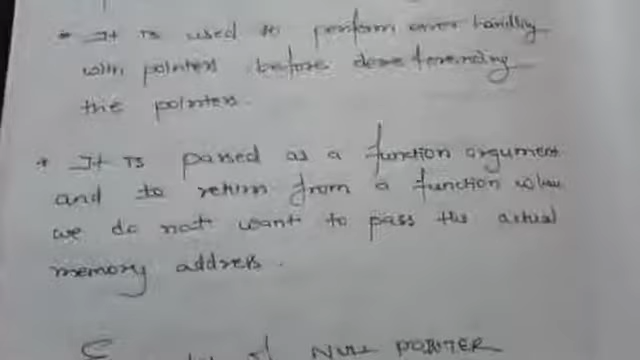 * It is used to perform error handling
with pointers before dereferencing
the pointers.
* It is passed as a function argument
and to return from a function when
we do not want to pass the actual
memory address.
of NULL POINTER